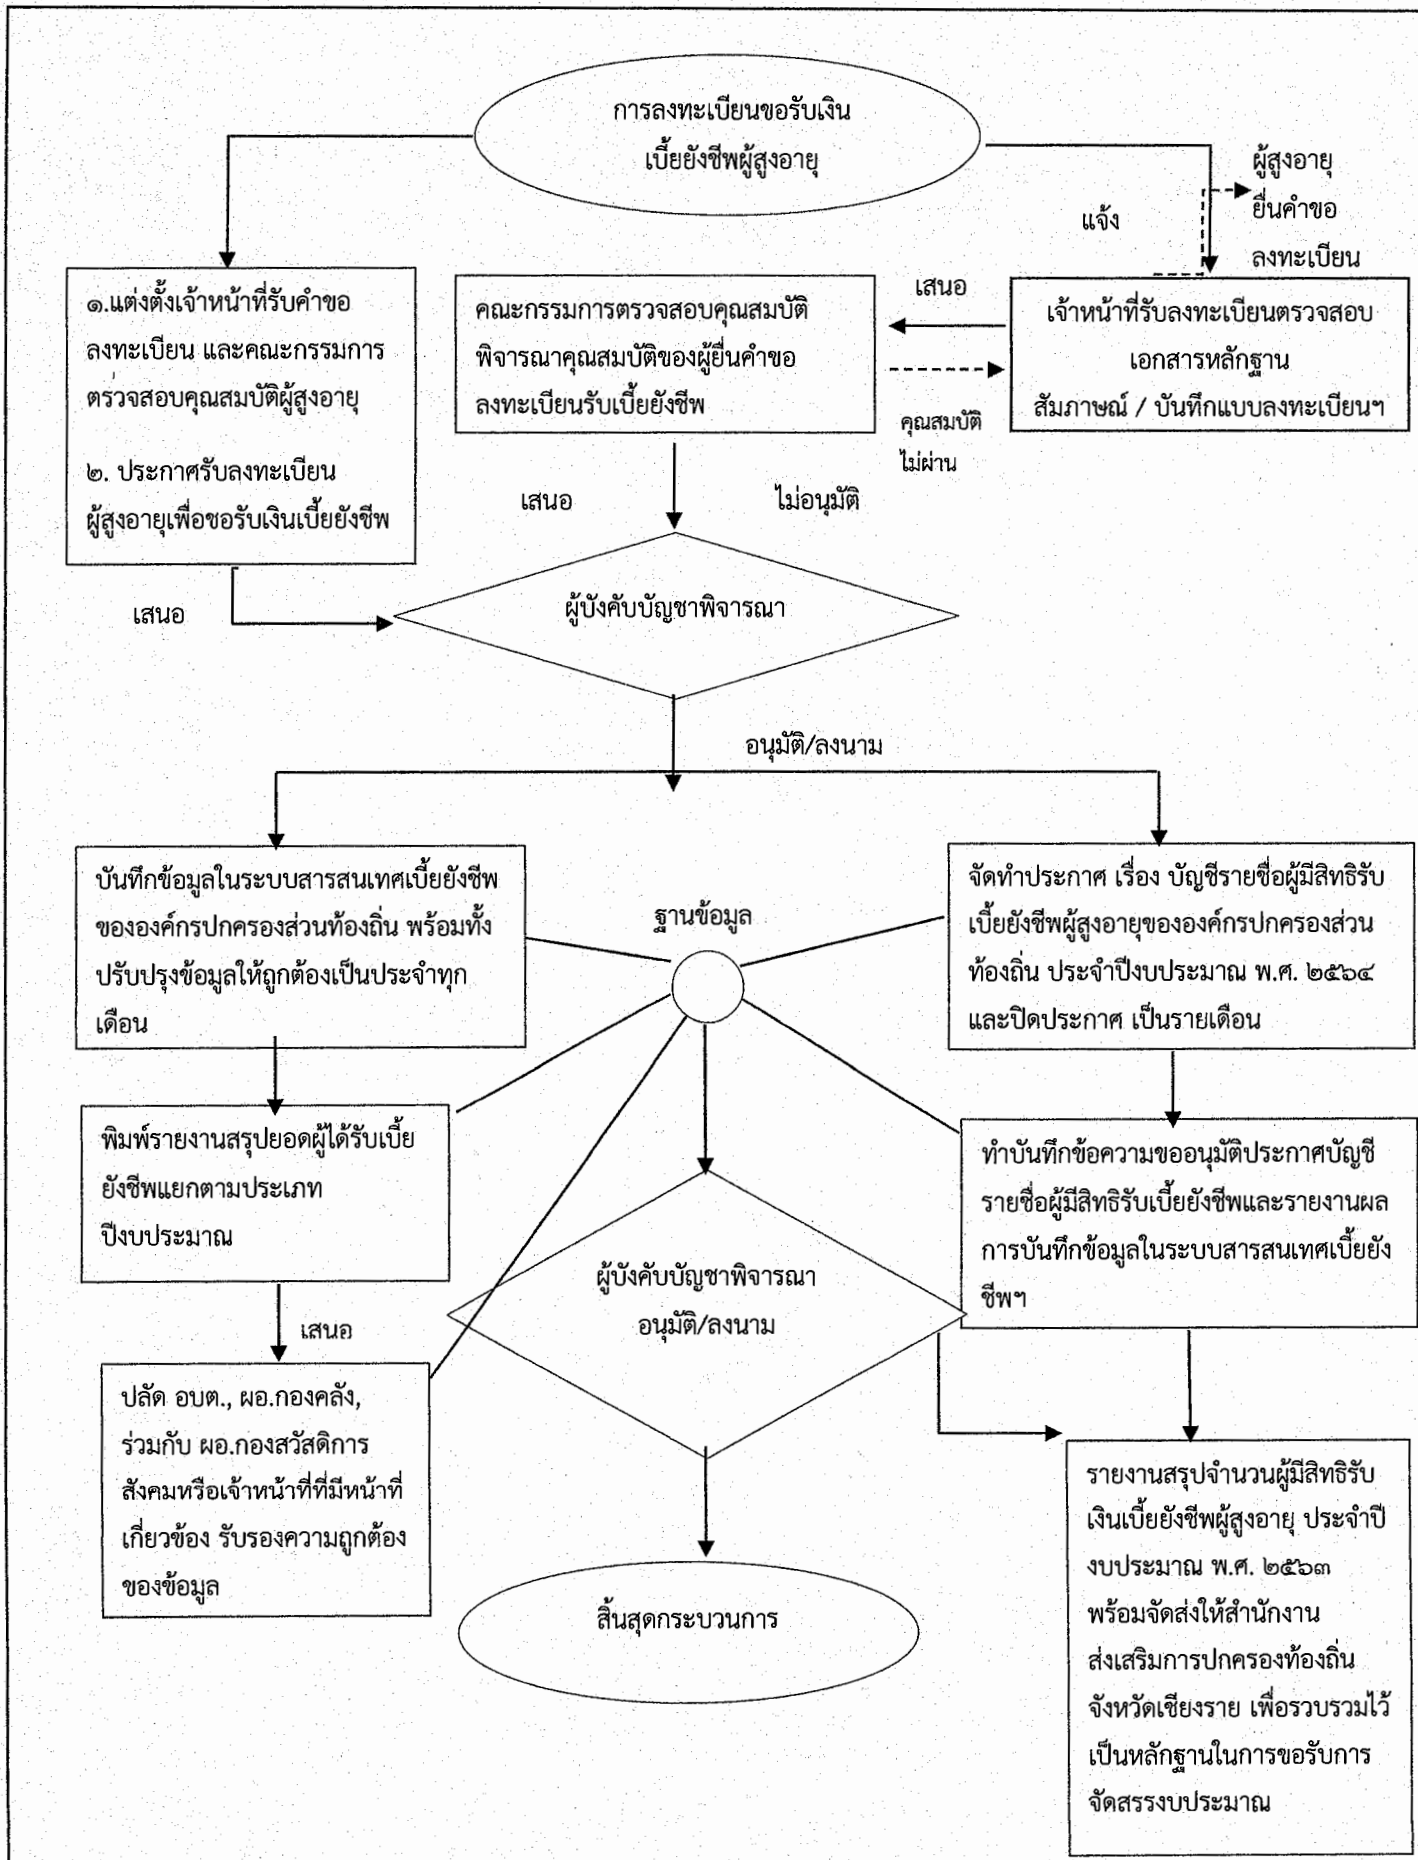 การลงทะเบียนขอรับเงิน
เบี้ยยังชีพผู้สูงอายุ
ผู้สูงอายุ
ยื่นคำขอ
ลงทะเบียน
แจ้ง
๑.แต่งตั้งเจ้าหน้าที่รับคำขอ
ลงทะเบียน และคณะกรรมการ
ตรวจสอบคุณสมบัติผู้สูงอายุ
๒. ประกาศรับลงทะเบียน
ผู้สูงอายุเพื่อชอรับเงินเบี้ยยังชีพ
คณะกรรมการตรวจสอบคุณสมบัติ
พิจารณาคุณสมบัติของผู้ยื่นคำขอ
ลงทะเบียนรับเบี้ยยังชีพ
เสนอ
เจ้าหน้าที่รับลงทะเบียนตรวจสอบ
เอกสารหลักฐาน
สัมภาษณ์ / บันทึกแบบลงทะเบียนฯ
คุณสมบัติ
ไม่ผ่าน
เสนอ
ไม่อนุมัติ
เสนอ
ผู้บังคับบัญชาพิจารณา
อนุมัติ/ลงนาม
บันทึกข้อมูลในระบบสารสนเทศเบี้ยยังชีพ
ขององค์กรปกครองส่วนท้องถิ่น พร้อมทั้ง
ปรับปรุงข้อมูลให้ถูกต้องเป็นประจำทุก
เดือน
ฐานข้อมูล
จัดทำประกาศ เรื่อง บัญชีรายชื่อผู้มีสิทธิรับ
เบี้ยยังชีพผู้สูงอายุขององค์กรปกครองส่วน
ท้องถิ่น ประจำปีงบประมาณ พ.ศ. ๒๕๖๔
และปิดประกาศ เป็นรายเดือน
พิมพ์รายงานสรุปยอดผู้ได้รับเบี้ย
ยังชีพแยกตามประเภท
ปีงบประมาณ
ทำบันทึกข้อความขออนุมัติประกาศบัญชี
รายชื่อผู้มีสิทธิรับเบี้ยยังชีพและรายงานผล
การบันทึกข้อมูลในระบบสารสนเทศเบี้ยยัง
ชีพฯ
ผู้บังคับบัญชาพิจารณา
อนุมัติ/ลงนาม
เสนอ
ปลัด อบต., ผอ.กองคลัง,
ร่วมกับ ผอ.กองสวัสดิการ
สังคมหรือเจ้าหน้าที่ที่มีหน้าที่
เกี่ยวข้อง รับรองความถูกต้อง
ของข้อมูล
สิ้นสุดกระบวนการ
รายงานสรุปจำนวนผู้มีสิทธิรับ
เงินเบี้ยยังชีพผู้สูงอายุ ประจำปี
งบประมาณ พ.ศ. ๒๕๖๓
พร้อมจัดส่งให้สำนักงาน
ส่งเสริมการปกครองท้องถิ่น
จังหวัดเชียงราย เพื่อรวบรวมไว้
เป็นหลักฐานในการขอรับการ
จัดสรรงบประมาณ